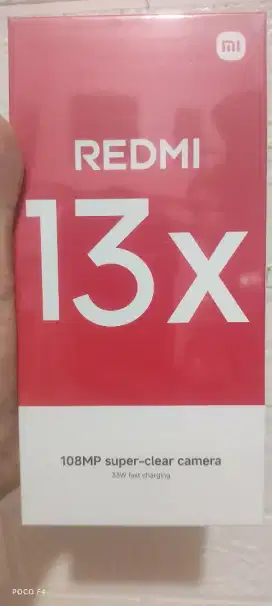 mi
REDMI
13x
108MP super-clear camera
33W fast charging
POCO F4